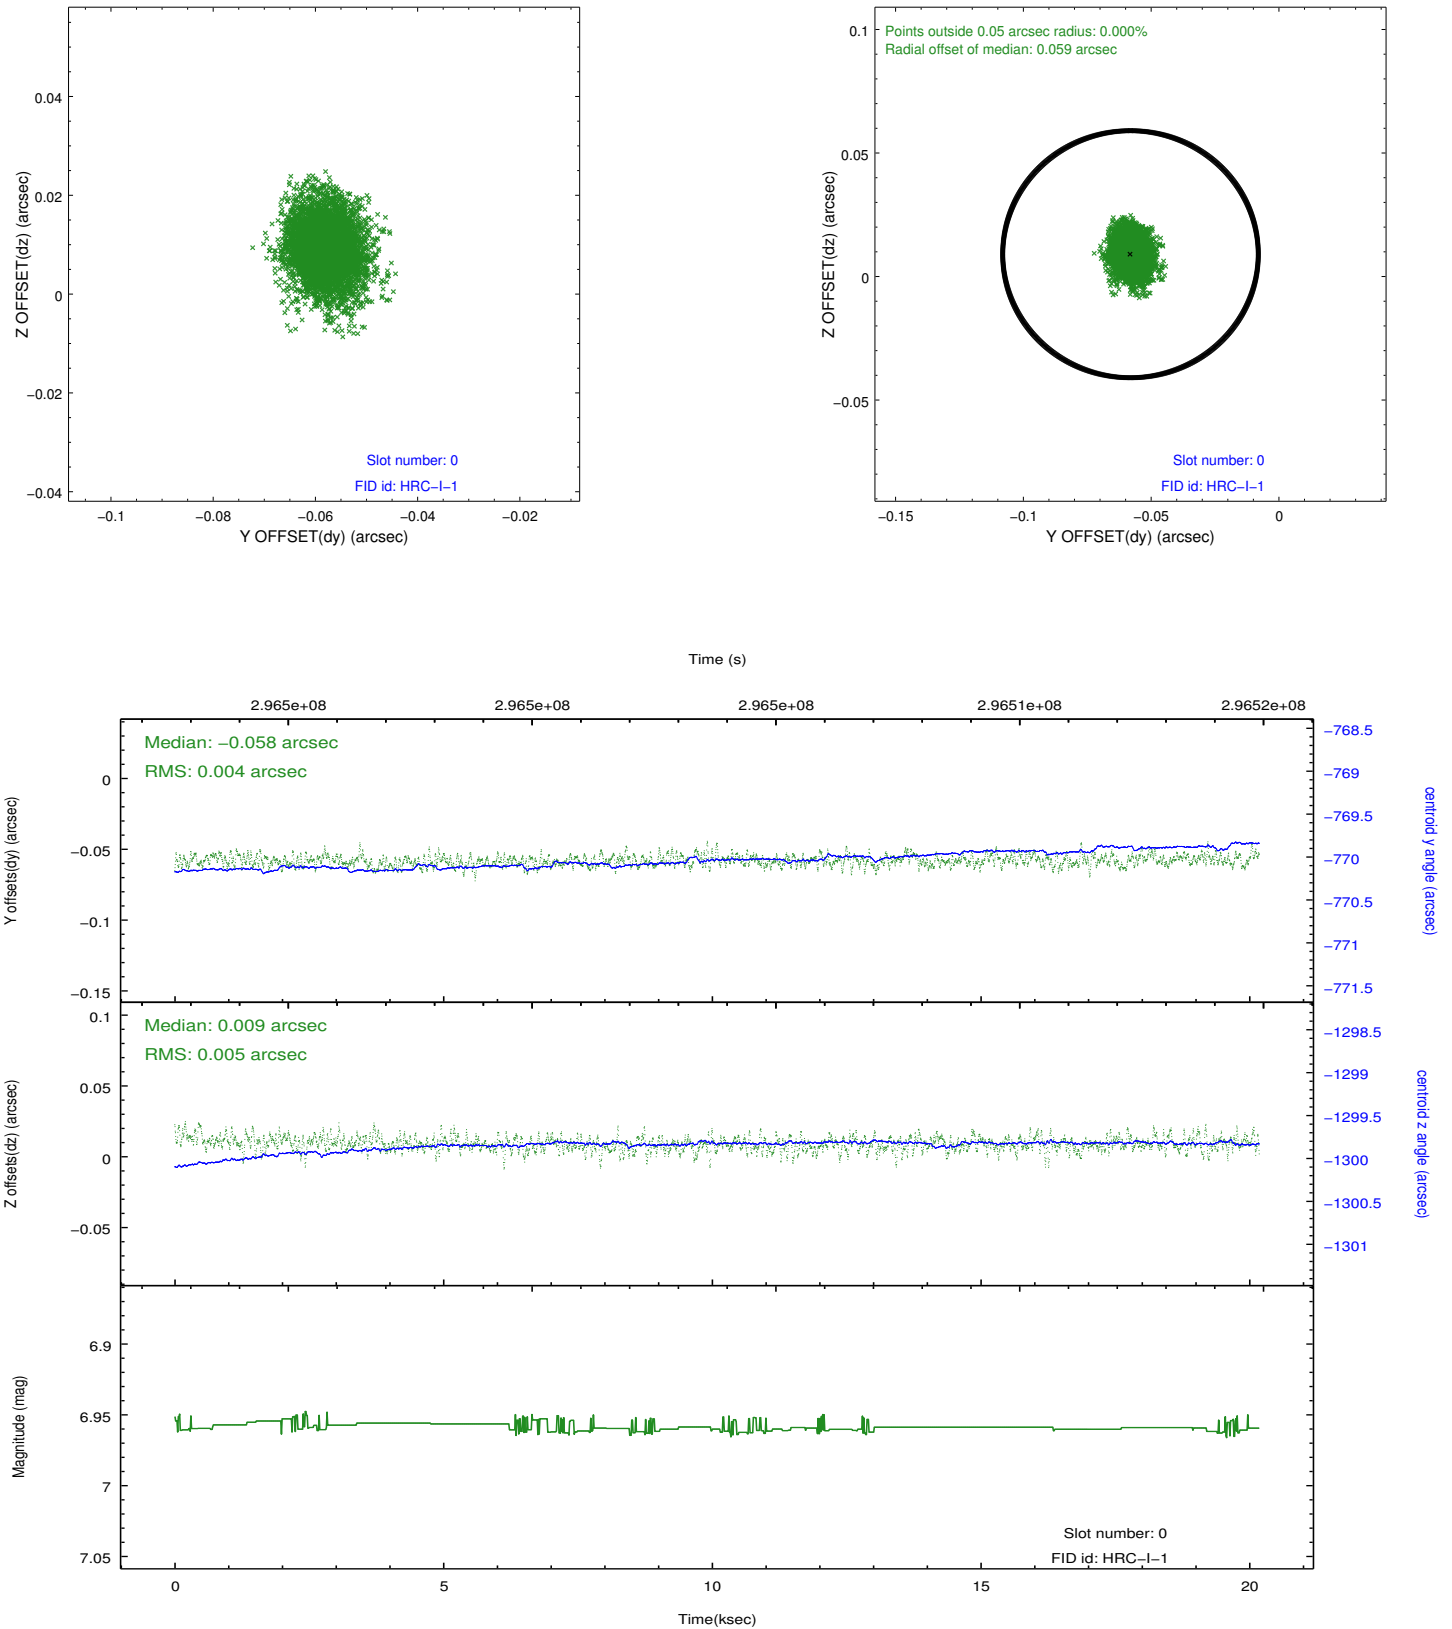 Z OFFSET(dz) (arcsec)
0.04
0.02
0
−0.02
−0.04
Slot number: 0
FID id: HRC−I−1
−0.1
−0.08
−0.06
−0.04
−0.02
Y OFFSET(dy) (arcsec)
Points outside 0.05 arcsec radius: 0.000%
Radial offset of median: 0.059 arcsec
Z OFFSET(dz) (arcsec)
0.1
0.05
0
−0.05
Slot number: 0
FID id: HRC−I−1
−0.15
−0.1
−0.05
0
Y OFFSET(dy) (arcsec)
Time (s)
2.965e+08
2.965e+08
2.965e+08
2.9651e+08
2.9652e+08
Median: −0.058 arcsec
RMS: 0.004 arcsec
Y offsets(dy) (arcsec)
0
−0.05
−0.1
−0.15
−768.5
−769
−769.5
−770
−770.5
−771
−771.5
centroid y angle (arcsec)
Median: 0.009 arcsec
RMS: 0.005 arcsec
Z offsets(dz) (arcsec)
0.1
0.05
0
−0.05
−1298.5
−1299
−1299.5
−1300
−1300.5
−1301
centroid z angle (arcsec)
Magnitude (mag)
6.9
6.95
7
7.05
Slot number: 0
FID id: HRC−I−1
0
5
10
15
20
Time(ksec)